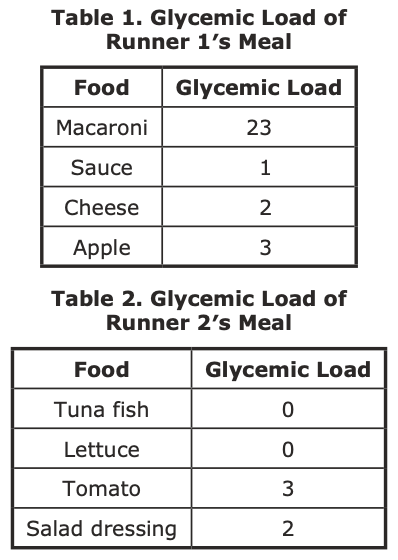 Table 1. Glycemic Load of
Runner 1’s Meal
Food Glycemic Load
Macaroni 23
Sauce 1
Cheese 2
Apple 3
Table 2. Glycemic Load of
Runner 2’s Meal
Food Glycemic Load
Tuna fish 0
Lettuce 0
Tomato 3
Salad dressing 2